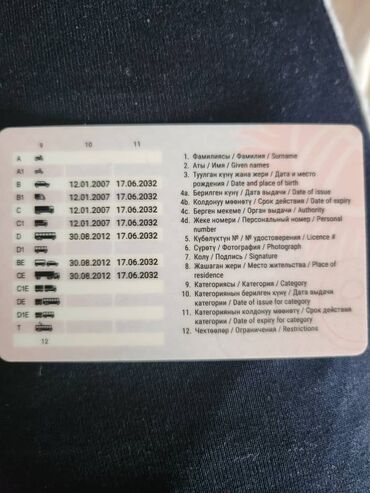 9 10 11
A
A1
B 12.01.2007 17.06.2032
B1 12.01.2007 17.06.2032
C 12.01.2007 17.06.2032
C1 12.01.2007 17.06.2032
D 30.08.2012 17.06.2032
D1
BE 30.08.2012 17.06.2032
CE 30.08.2012 17.06.2032
C1E
DE
D1E
T
12
1. Фамилиясы / Фамилия / Surname
2. Аты / Имя / Given names
3. Туулган күнү жана жери / Дата и место
рождения / Date and place of birth
4a. Берилген күнү / Дата выдачи / Date of issue
4b. Колдонуу мөөнөтү / Срок действия / Date of expiry
4c. Берген мекеме / Орган выдачи / Authority
4d. Жеке номери / Персональный номер / Personal
number
5. Күбөлүктүн № / № удостоверения / Licence #
6. Сүрөтү / Фотография / Photograph
7. Колу / Подпись / Signature
8. Жашаган жери / Место жительства / Place of
residence
9. Категориясы / Категория / Category
10. Категориянын берилген күнү / Дата выдачи
категории / Date of issue for category
11. Категориянын колдонуу мөөнөтү / Срок действия
категории / Date of expiry for category
12. Чектөөлөр / Ограничения / Restrictions